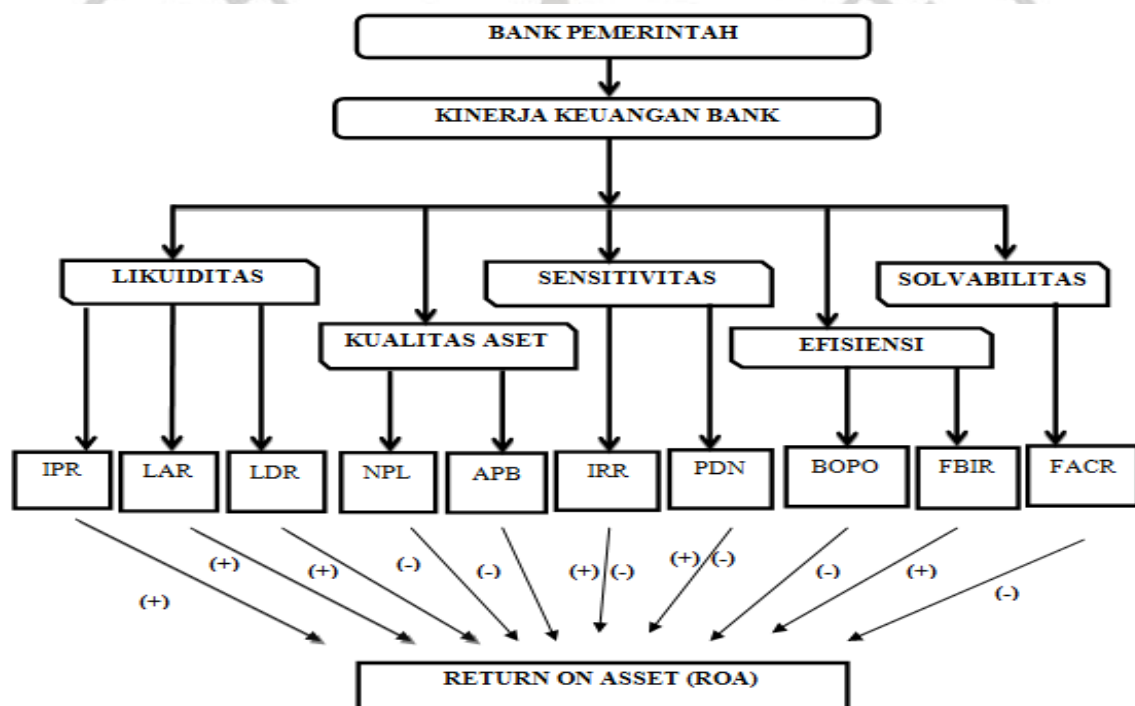 BANK PEMERINTAH
KINERJA KEUANGAN BANK
LIKUIDITAS
SENSITIVITAS
SOLVABILITAS
KUALITAS ASET
EFISIENSI
IPR
LAR
LDR
NPL
APB
IRR
PDN
BOPO
FBIR
FACR
(+)
(+)
(+)
(-)
(-)
(+)
(-)
(+)
(-)
(-)
(+)
(-)
RETURN ON ASSET (ROA)